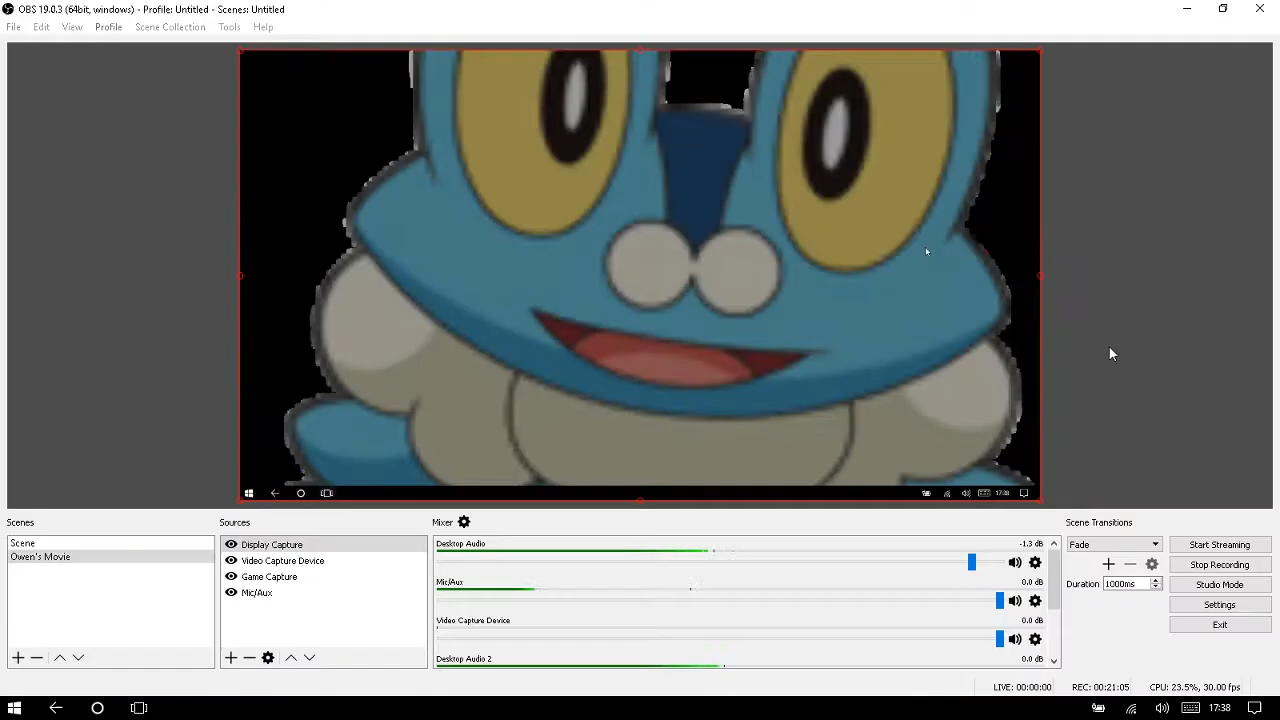 OBS 19.0.3 (64bit, windows) - Profile: Untitled - Scenes: Untitled
File Edit View Profile Scene Collection Tools Help
17:38
Scenes
Scene
Owen's Movie
Sources
Display Capture
Video Capture Device
Game Capture
Mic/Aux
Mixer
Desktop Audio -1.3 dB
Mic/Aux 0.0 dB
Video Capture Device 0.0 dB
Desktop Audio 2 0.0 dB
Scene Transitions
Fade
Duration 1000ms
Start Streaming
Stop Recording
Studio Mode
Settings
Exit
LIVE: 00:00:00 REC: 00:21:05 CPU: 23.5%, 30.00 fps
17:38